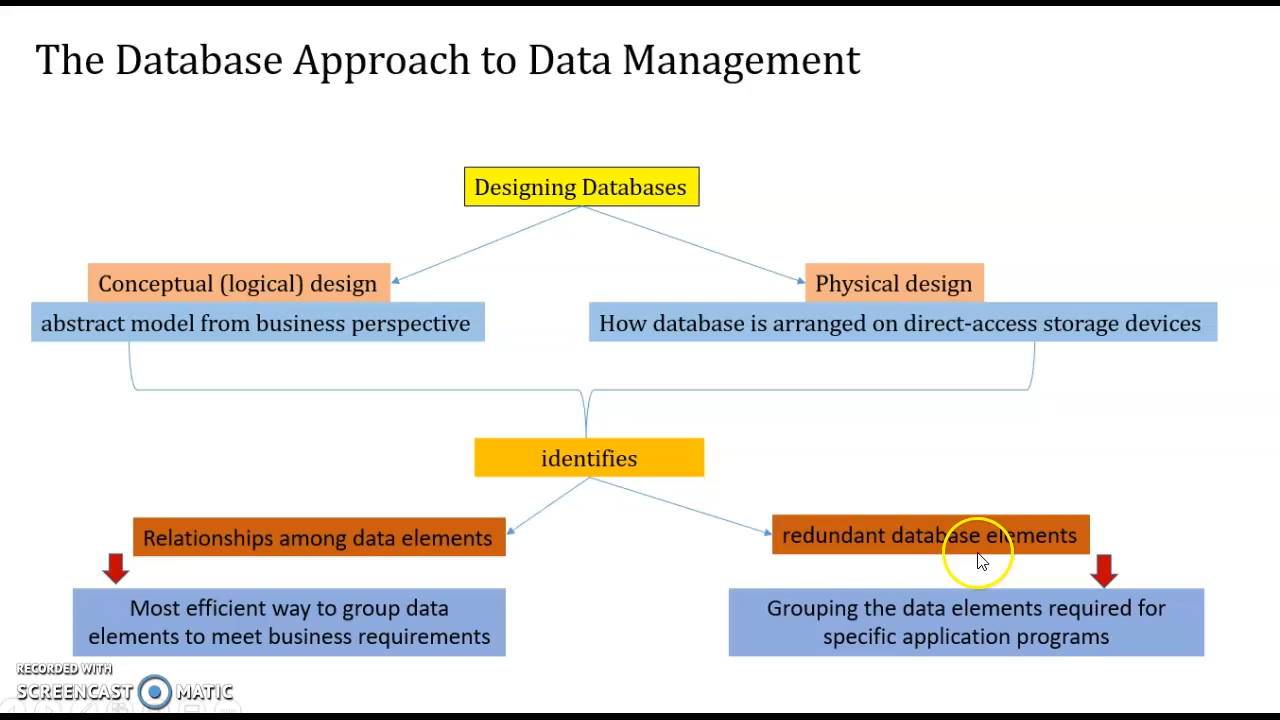 The Database Approach to Data Management
Designing Databases
Conceptual (logical) design
Physical design
abstract model from business perspective
How database is arranged on direct-access storage devices
identifies
Relationships among data elements
redundant database elements
Most efficient way to group data
elements to meet business requirements
Grouping the data elements required for
specific application programs
RECORDED WITH
SCREENCAST MATIC